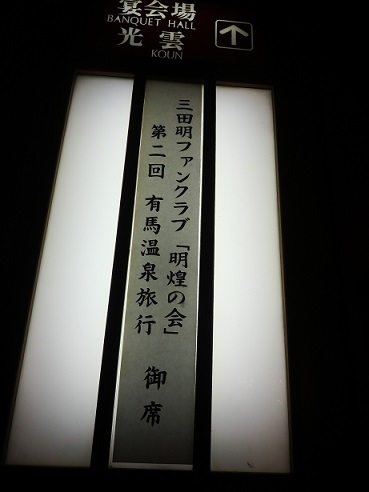 宴会場
BANQUET HALL
光雲
KOUN
三田明ファンクラブ「明煌の会」
第二回 有馬温泉旅行 御席